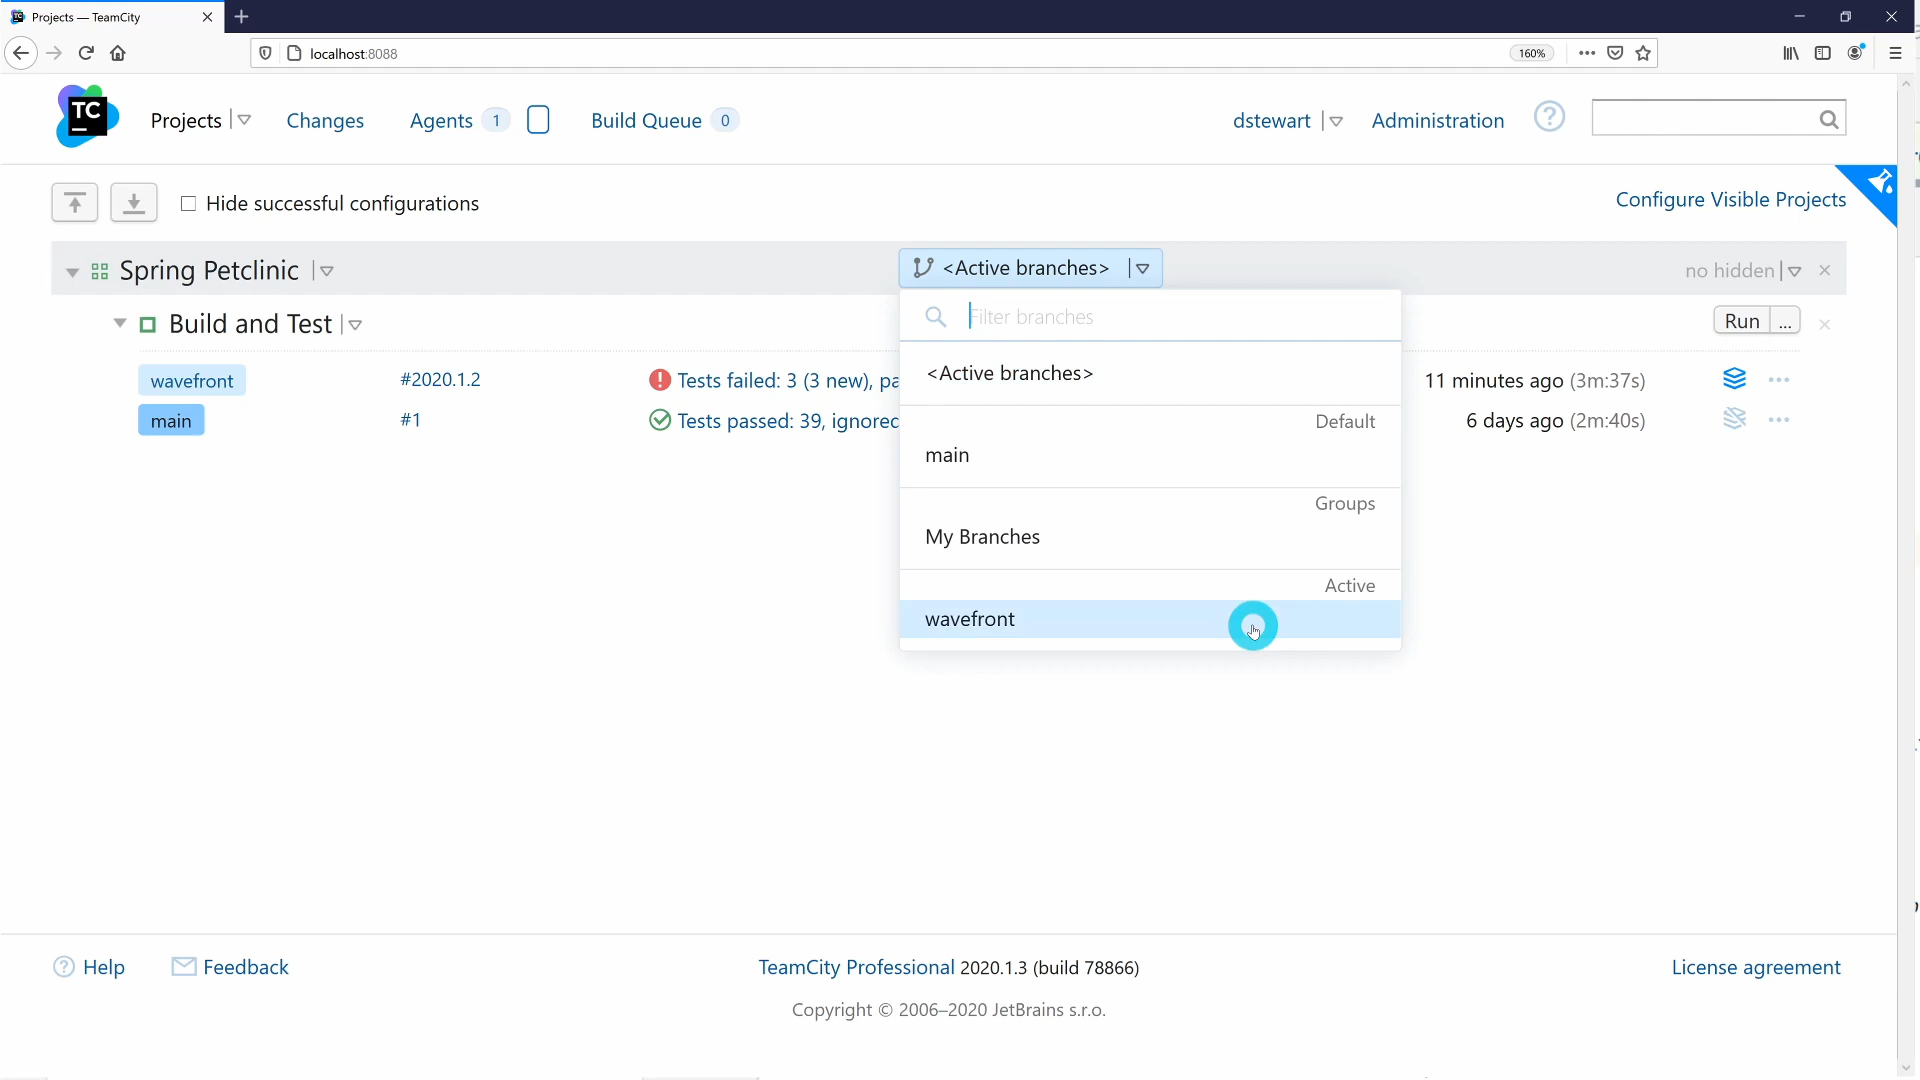 Projects — TeamCity
localhost:8088
160%
TC
Projects
Changes
Agents 1
Build Queue 0
dstewart
Administration
Hide successful configurations
Configure Visible Projects
Spring Petclinic
<Active branches>
no hidden
Build and Test
Filter branches
Run ...
<Active branches>
wavefront #2020.1.2 Tests failed: 3 (3 new), pa 11 minutes ago (3m:37s)
main #1 Tests passed: 39, ignored 6 days ago (2m:40s)
Default
main
Groups
My Branches
Active
wavefront
Help
Feedback
TeamCity Professional 2020.1.3 (build 78866)
License agreement
Copyright © 2006–2020 JetBrains s.r.o.